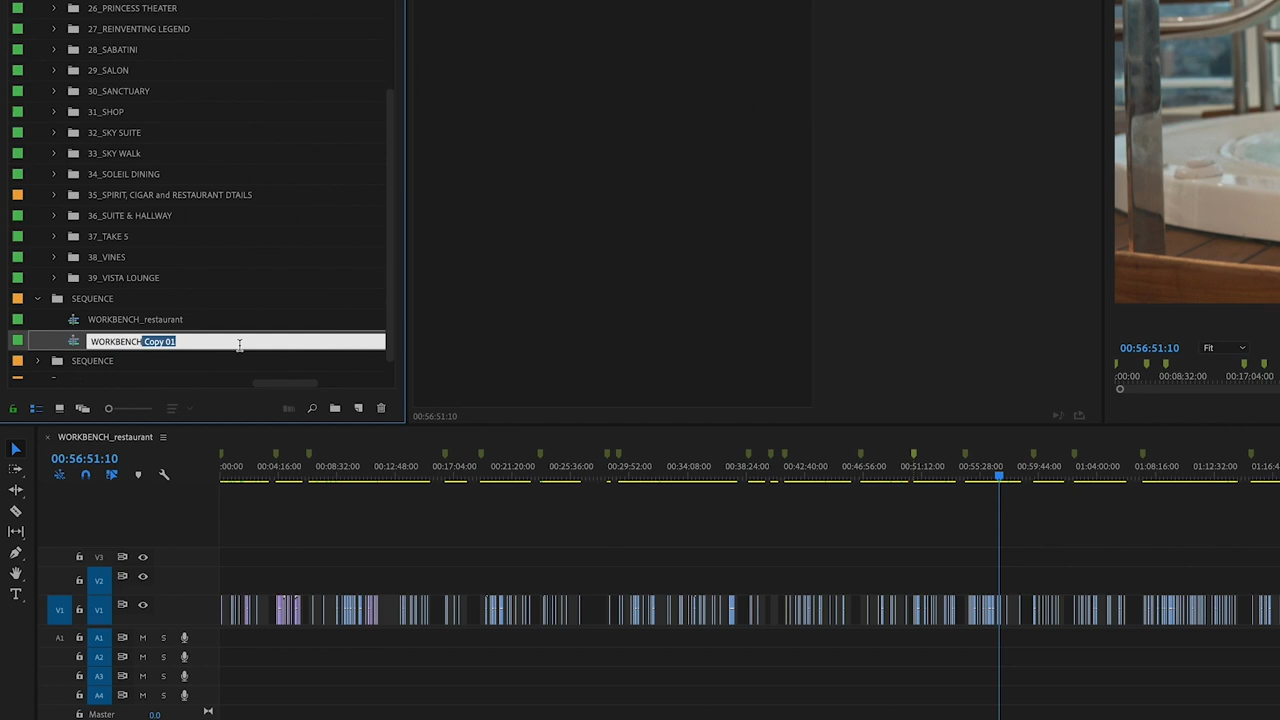 26_PRINCESS THEATER
27_REINVENTING LEGEND
28_SABATINI
29_SALON
30_SANCTUARY
31_SHOP
32_SKY SUITE
33_SKY WALk
34_SOLEIL DINING
35_SPIRIT, CIGAR and RESTAURANT DTAILS
36_SUITE & HALLWAY
37_TAKE 5
38_VINES
39_VISTA LOUNGE
SEQUENCE
WORKBENCH_restaurant
WORKBENCH Copy 01
SEQUENCE
00:56:51:10
00:56:51:10 Fit
;00:00 00:08:32:00 00:17:04:00
× WORKBENCH_restaurant
00:56:51:10
:00:00 00:04:16:00 00:08:32:00 00:12:48:00 00:17:04:00 00:21:20:00 00:25:36:00 00:29:52:00 00:34:08:00 00:38:24:00 00:42:40:00 00:46:56:00 00:51:12:00 00:55:28:00 00:59:44:00 01:04:00:00 01:08:16:00 01:12:32:00 01:16:4
V3
V2
V1 V1
A1 A1 M S
A2 M S
A3 M S
A4 M S
Master 0.0
T